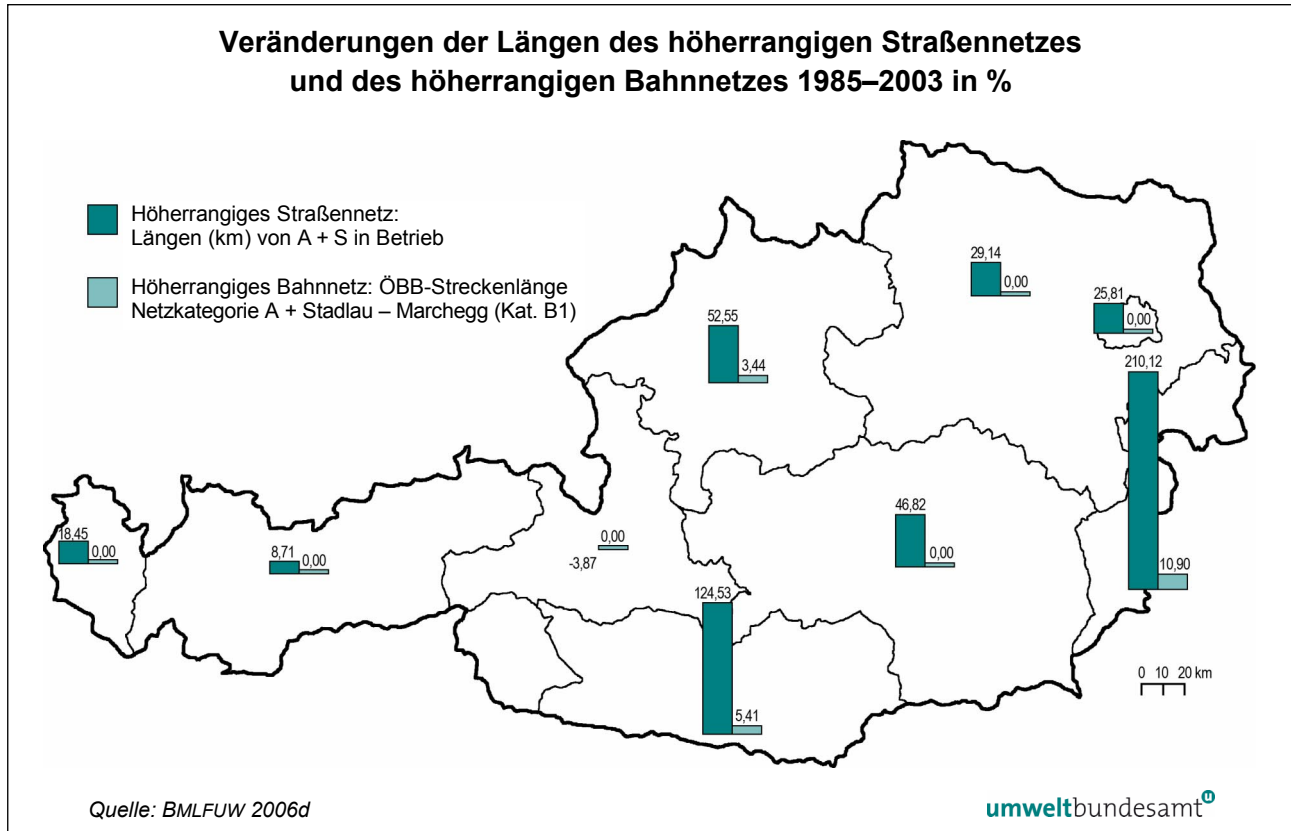 Veränderungen der Längen des höherrangigen Straßennetzes
und des höherrangigen Bahnnetzes 1985–2003 in %
Höherrangiges Straßennetz:
Längen (km) von A + S in Betrieb
Höherrangiges Bahnnetz: ÖBB-Streckenlänge
Netzkategorie A + Stadlau – Marchegg (Kat. B1)
29,14
0,00
25,81
0,00
52,55
3,44
210,12
10,90
46,82
0,00
18,45
0,00
8,71
0,00
0,00
-3,87
124,53
5,41
0 10 20 km
Quelle: BMLFUW 2006d
umweltbundesamt
u